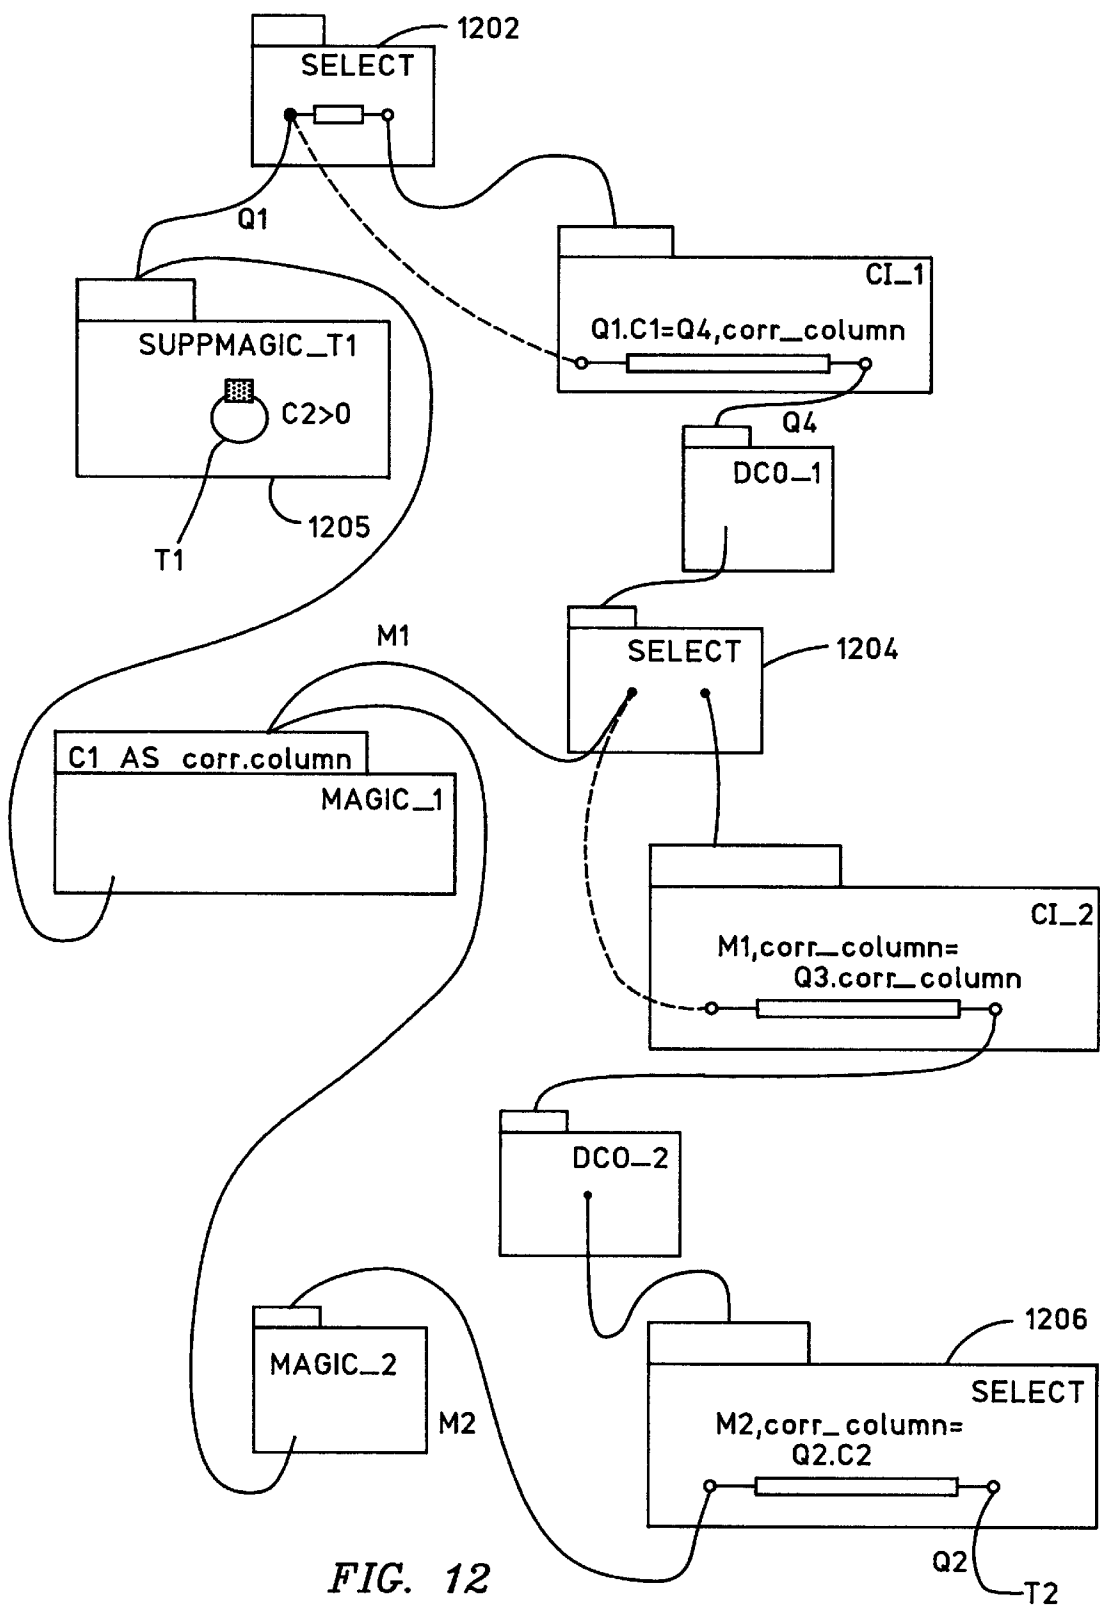 1202
SELECT
Q1
CI_1
Q1.C1=Q4,corr_column
SUPPMAGIC_T1
C2>0
Q4
DCO_1
1205
T1
M1
SELECT
1204
C1 AS corr.column
MAGIC_1
CI_2
M1,corr_column=
Q3.corr_column
DCO_2
1206
MAGIC_2
SELECT
M2
M2,corr_column=
Q2.C2
Q2
T2
FIG. 12